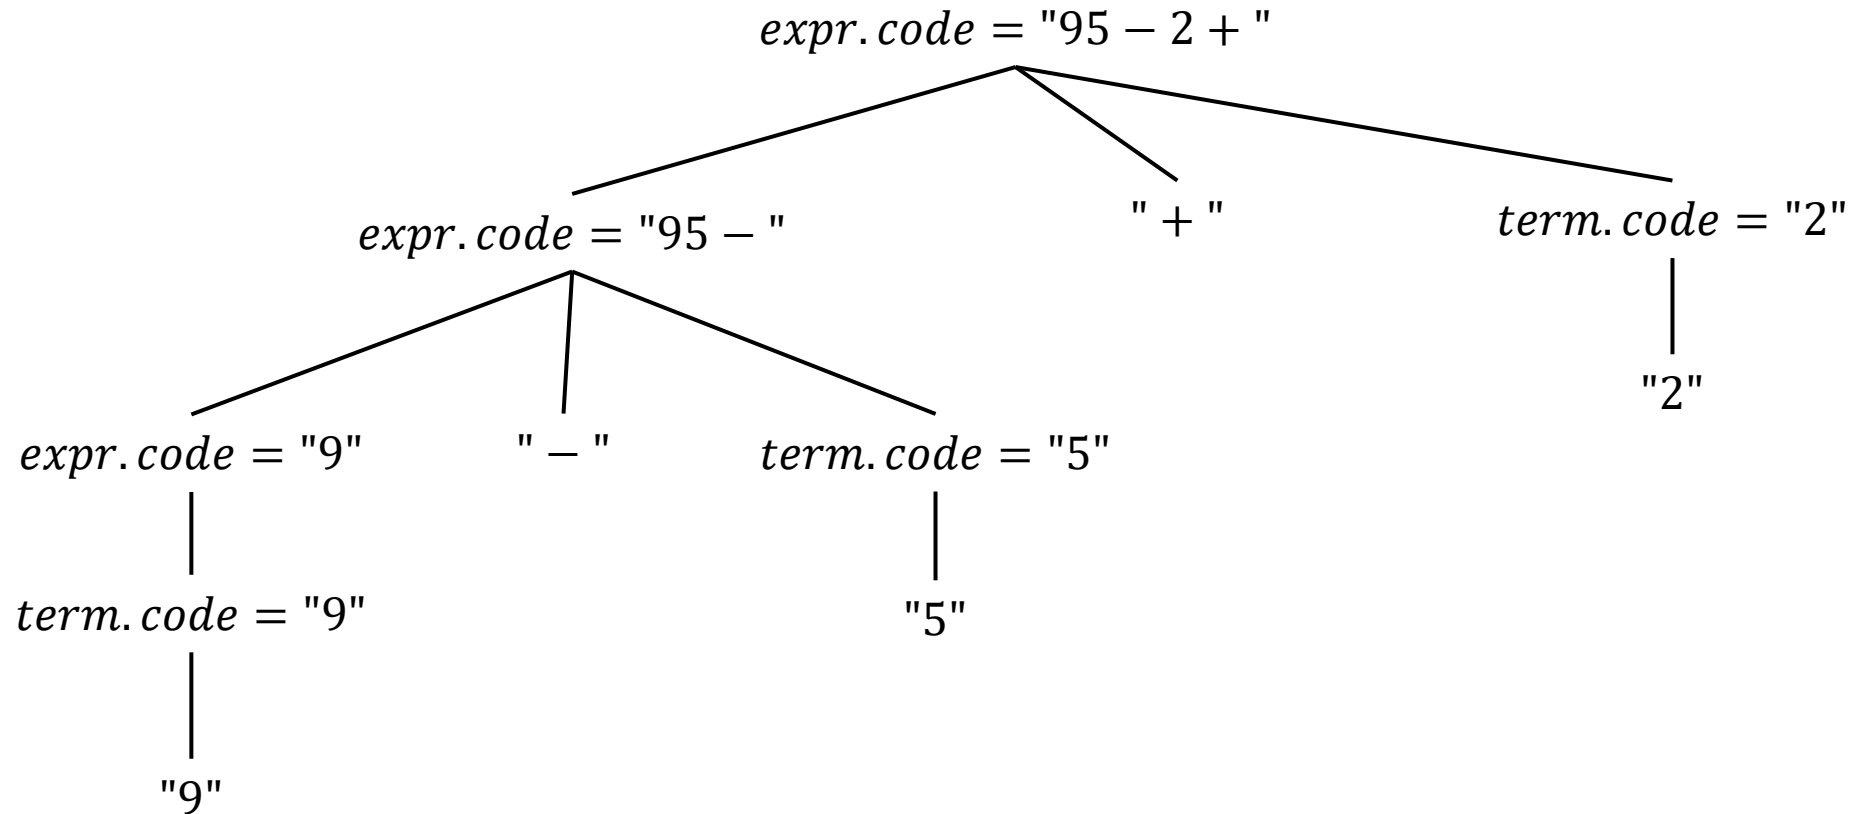 expr.code = "95 − 2 + "
expr.code = "95 − "
" + "
term.code = "2"
"2"
expr.code = "9"
" − "
term.code = "5"
term.code = "9"
"5"
"9"